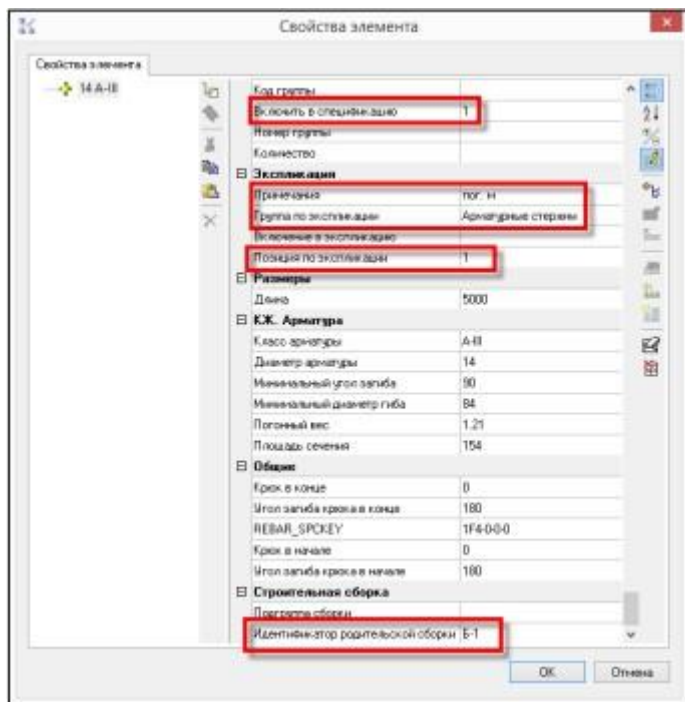 Свойства элемента
Свойства элемента
14 A-III
Код группы
Включить в спецификацию 1
Номер группы
Количество
Экспликация
Примечания пог. м
Группа по экспликации Арматурные стержни
Включение в экспликацию
Позиция по экспликации 1
Размеры
Длина 5000
КЖ. Арматура
Класс арматуры A-III
Диаметр арматуры 14
Минимальный угол загиба 90
Минимальный диаметр гиба 84
Погонный вес 1.21
Площадь сечения 154
Общие
Крюк в конце 0
Угол загиба крюка в конце 180
REBAR_SPCKEY 1F4-0-0-0
Крюк в начале 0
Угол загиба крюка в начале 180
Строительная сборка
Подгруппа сборки
Идентификатор родительской сборки Б-1
OK Отмена